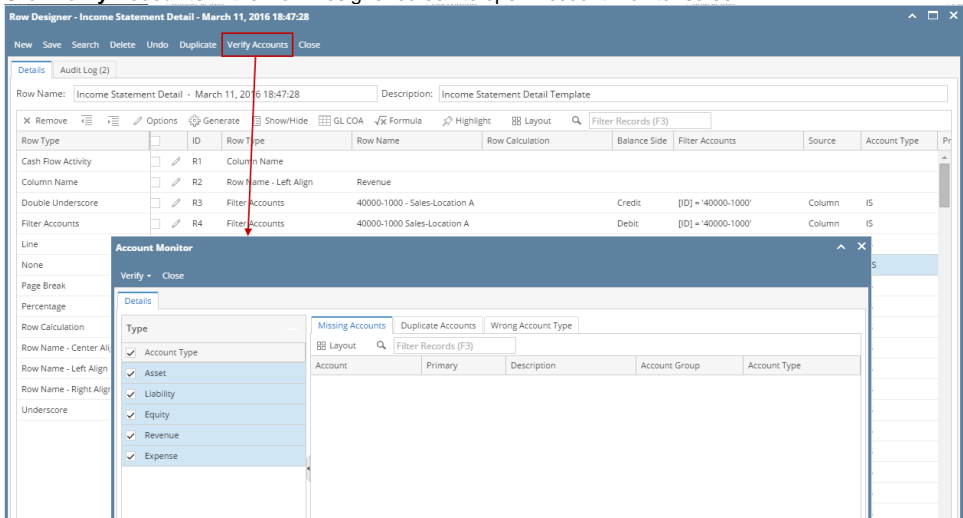 Row Designer - Income Statement Detail - March 11, 2016 18:47:28
New Save Search Delete Undo Duplicate Verify Accounts Close
Details Audit Log (2)
Row Name: Income Statement Detail - March 11, 2016 18:47:28 Description: Income Statement Detail Template
Remove Options Generate Show/Hide GL COA Formula Highlight Layout Filter Records (F3)
Row Type ID Row Type Row Name Row Calculation Balance Side Filter Accounts Source Account Type Pr
Cash Flow Activity R1 Column Name
Column Name R2 Row Name - Left Align Revenue
Double Underscore R3 Filter Accounts 40000-1000 - Sales-Location A Credit [ID] = '40000-1000' Column IS
Filter Accounts R4 Filter Accounts 40000-1000 Sales-Location A Debit [ID] = '40000-1000' Column IS
Line
None
Page Break
Percentage
Row Calculation
Row Name - Center Ali
Row Name - Left Align
Row Name - Right Align
Underscore
Account Monitor
Verify Close
Details
Type
Account Type
Asset
Liability
Equity
Revenue
Expense
Missing Accounts Duplicate Accounts Wrong Account Type
Layout Filter Records (F3)
Account Primary Description Account Group Account Type